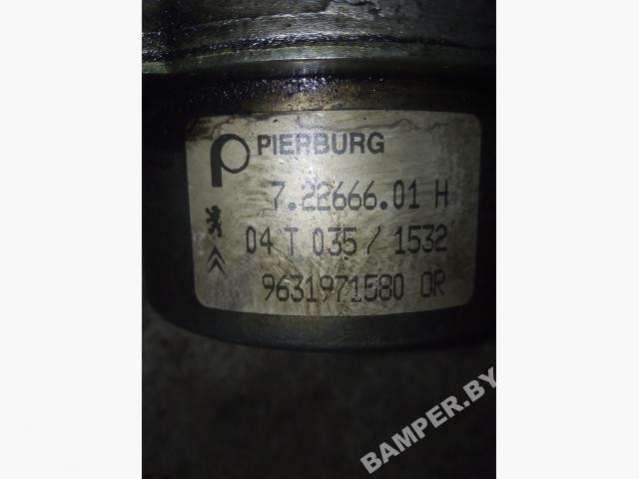 PIERBURG
7.22666.01 H
04 T 035 / 1532
9631971580 OR
BAMPER.BY